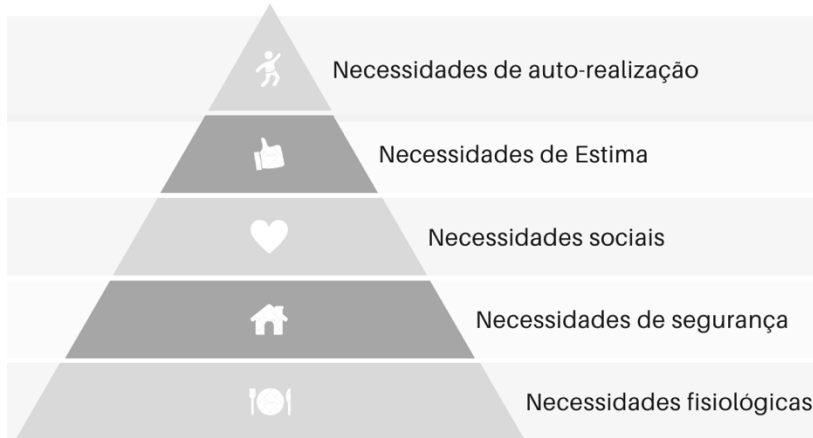 Necessidades de auto-realização
Necessidades de Estima
Necessidades sociais
Necessidades de segurança
Necessidades fisiológicas